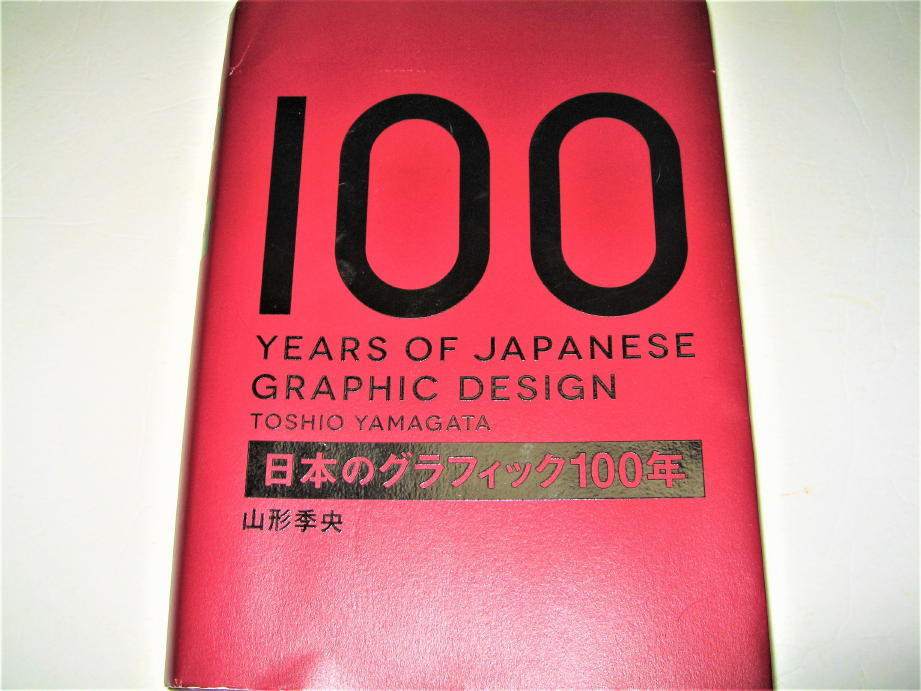 100
YEARS OF JAPANESE
GRAPHIC DESIGN
TOSHIO YAMAGATA
日本のグラフィック100年
山形季央